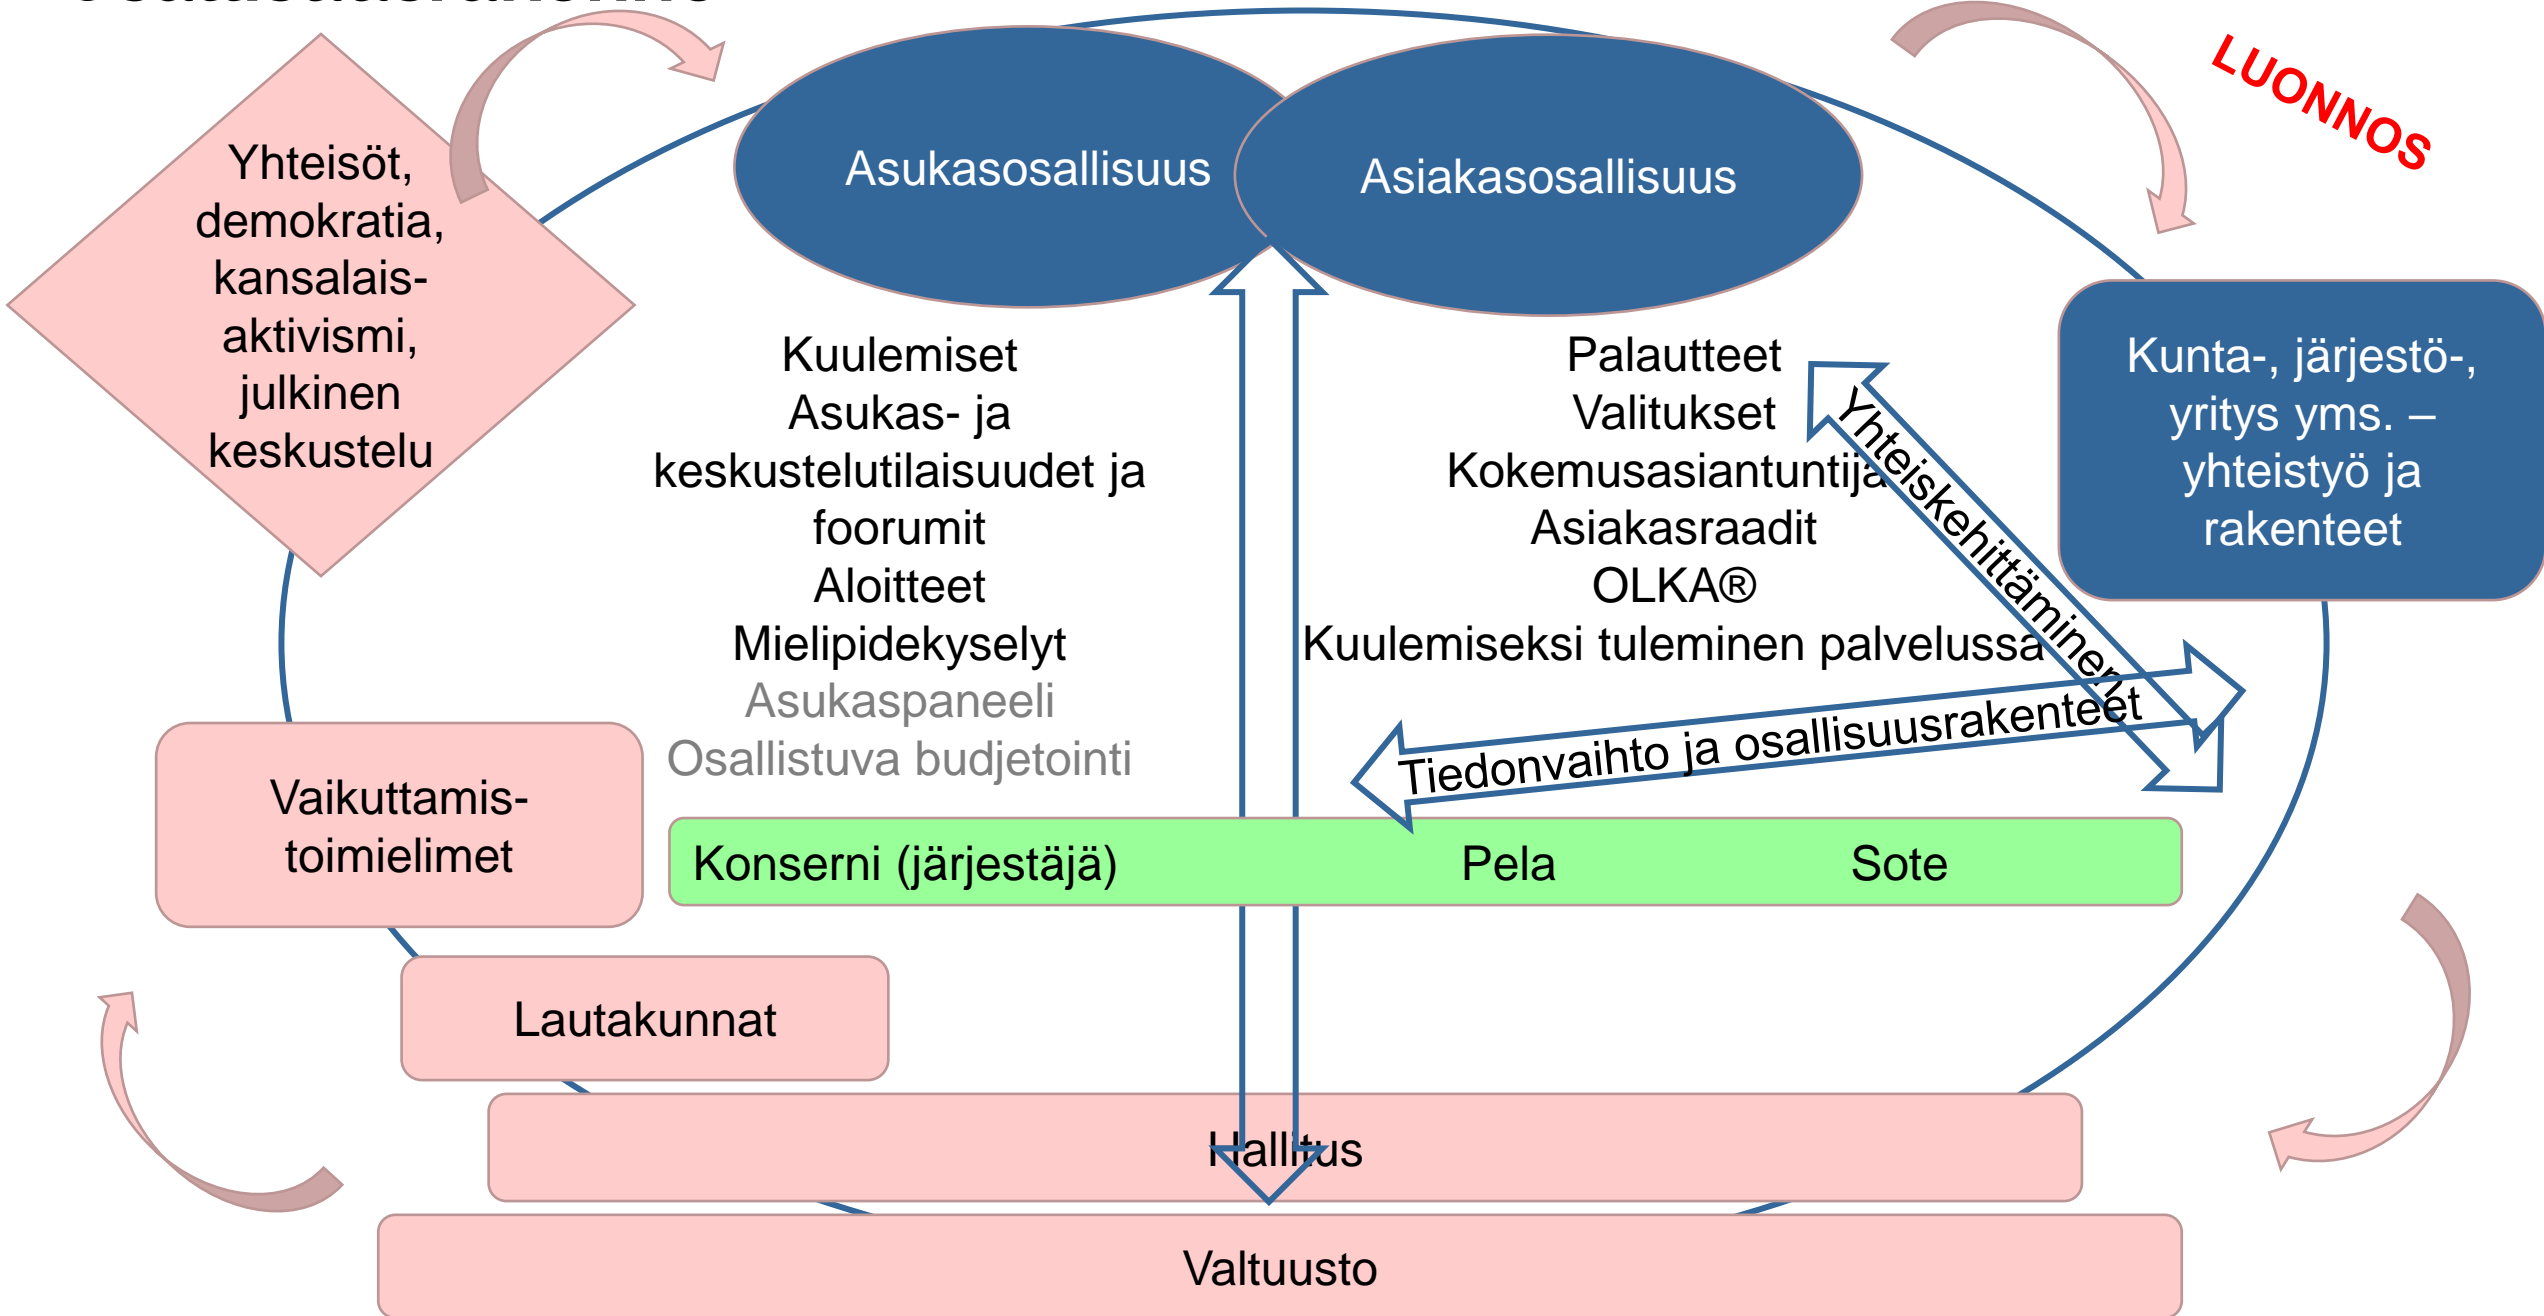 LUONNOS
Yhteisöt,
demokratia,
kansalais-
aktivismi,
julkinen
keskustelu
Asukasosallisuus
Asiakasosallisuus
Kunta-, järjestö-,
yritys yms. –
yhteistyö ja
rakenteet
Kuulemiset
Asukas- ja
keskustelutilaisuudet ja
foorumit
Aloitteet
Mielipidekyselyt
Asukaspaneeli
Osallistuva budjetointi
Palautteet
Valitukset
Kokemusasiantuntija
Asiakasraadit
OLKA®
Kuulemiseksi tuleminen palvelussa
Yhteiskehittäminen
Tiedonvaihto ja osallisuusrakenteet
Vaikuttamis-
toimielimet
Konserni (järjestäjä) Pela Sote
Lautakunnat
Hallitus
Valtuusto